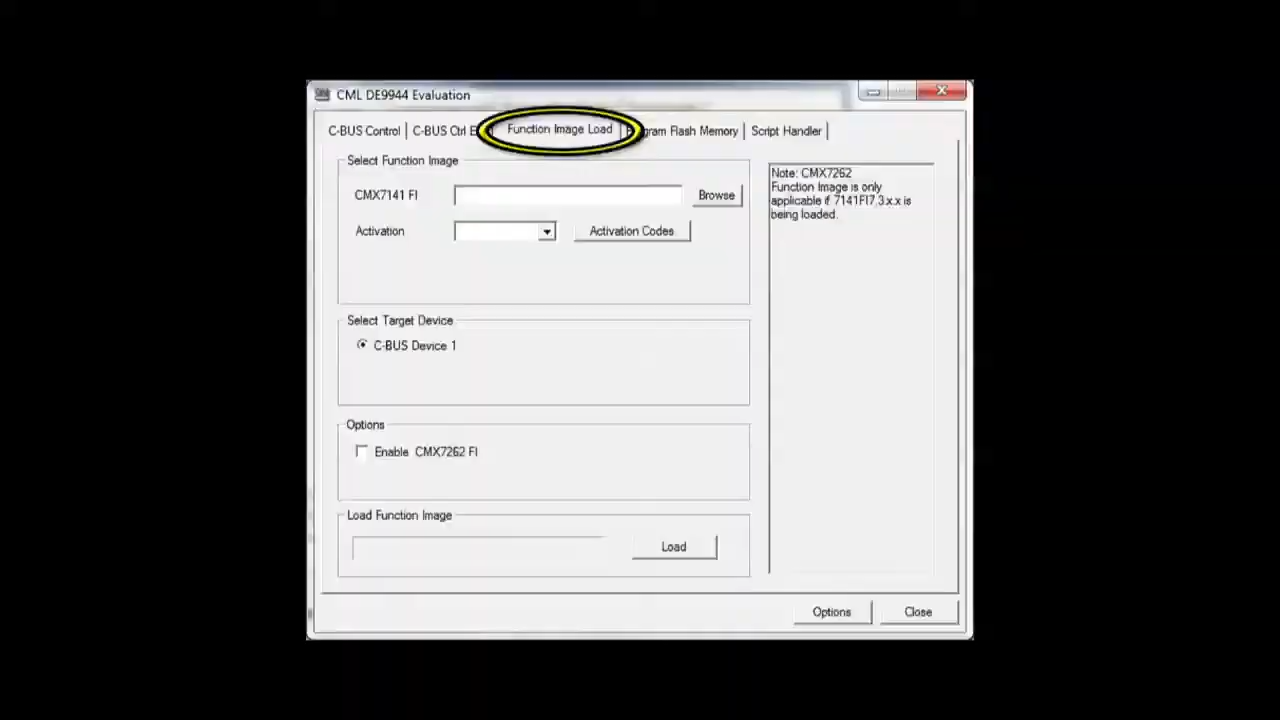 CML DE9944 Evaluation
C-BUS Control C-BUS Ctrl Function Image Load Flash Memory Script Handler
Select Function Image
CMX7141 FI Browse
Activation Activation Codes
Select Target Device
C-BUS Device 1
Options
Enable CMX7262 FI
Load Function Image
Load
Note: CMX7262
Function Image is only
applicable if 7141FI7.3.x.x is
being loaded.
Options Close